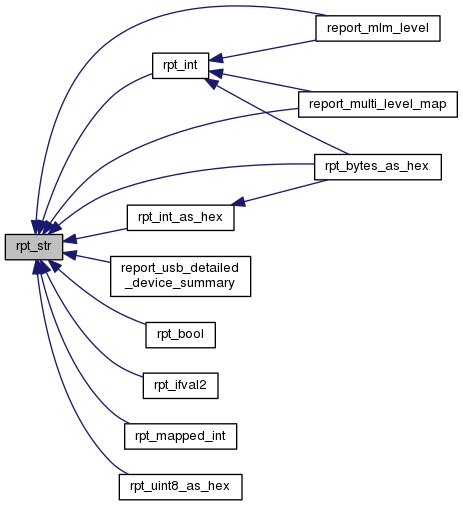 report_mlm_level
rpt_int
report_multi_level_map
rpt_bytes_as_hex
rpt_int_as_hex
rpt_str
report_usb_detailed
_device_summary
rpt_bool
rpt_ifval2
rpt_mapped_int
rpt_uint8_as_hex